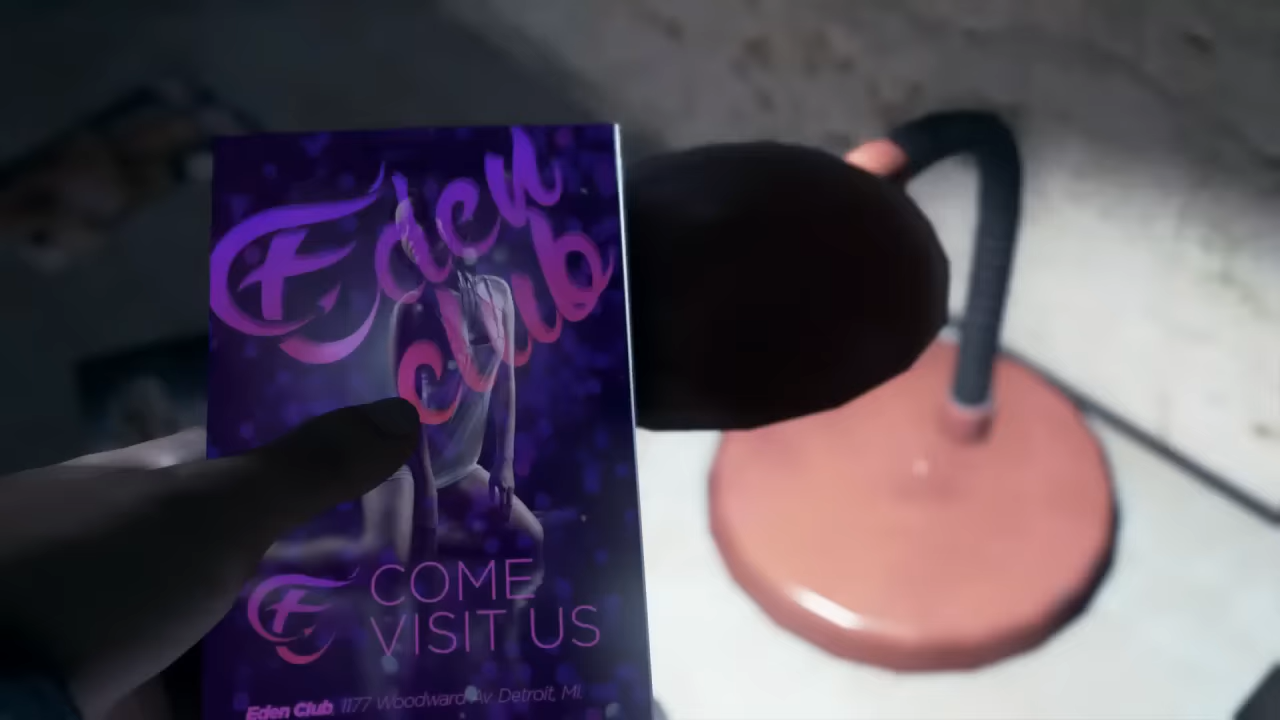 Eden
club
COME
VISIT US
Eden Club, 1177 Woodward Av. Detroit, MI,